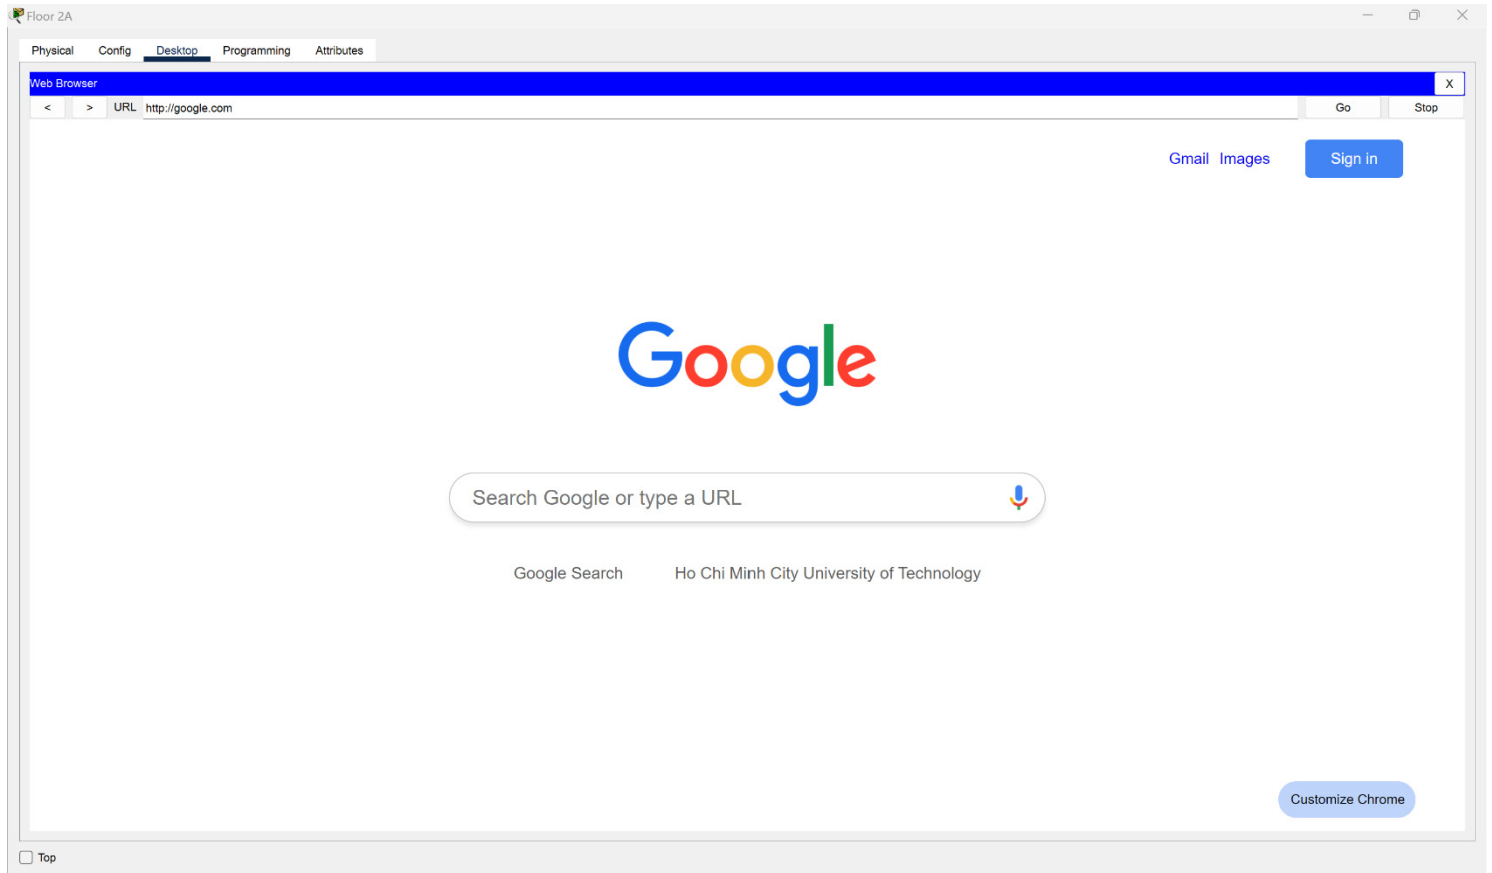 Floor 2A
Physical Config Desktop Programming Attributes
Web Browser
X
< > URL http://google.com Go Stop
Gmail Images Sign in
Google
Search Google or type a URL
Google Search Ho Chi Minh City University of Technology
Customize Chrome
Top